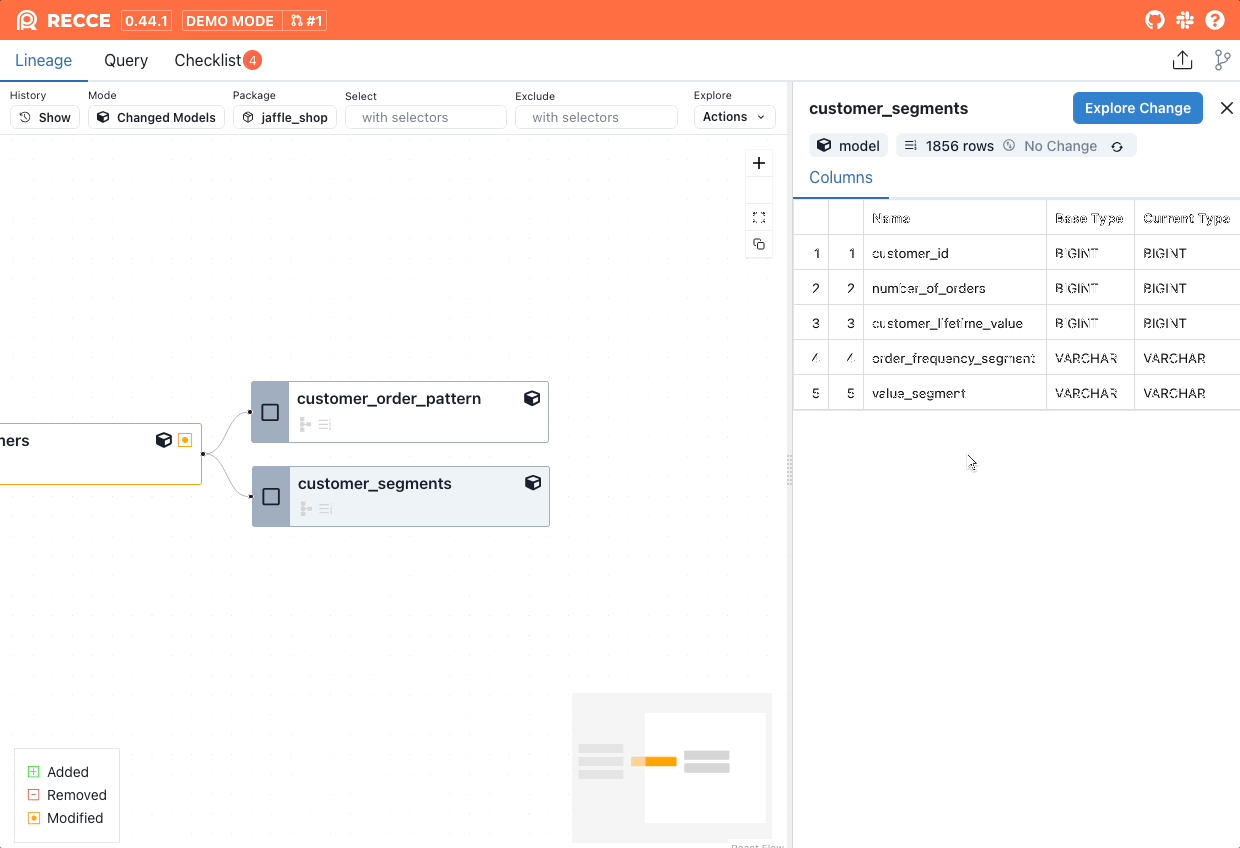 RECCE 0.44.1 DEMO MODE #1
Lineage Query Checklist 4
History Mode Package Select Exclude Explore
Show Changed Models jaffle_shop with selectors with selectors Actions
customer_segments Explore Change
model 1856 rows No Change
Columns
Name Base Type Current Type
1 1 customer_id BIGINT BIGINT
2 2 number_of_orders BIGINT BIGINT
3 3 customer_lifetime_value BIGINT BIGINT
4 4 order_frequency_segment VARCHAR VARCHAR
5 5 value_segment VARCHAR VARCHAR
customer_order_pattern
ners
customer_segments
Added
Removed
Modified
React Flow